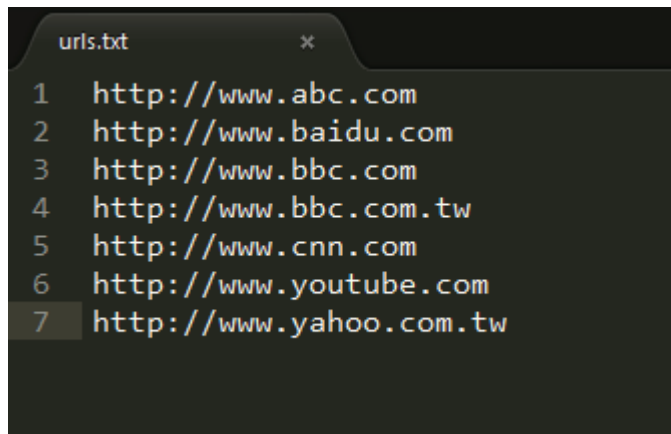 urls.txt ×
1 http://www.abc.com
2 http://www.baidu.com
3 http://www.bbc.com
4 http://www.bbc.com.tw
5 http://www.cnn.com
6 http://www.youtube.com
7 http://www.yahoo.com.tw